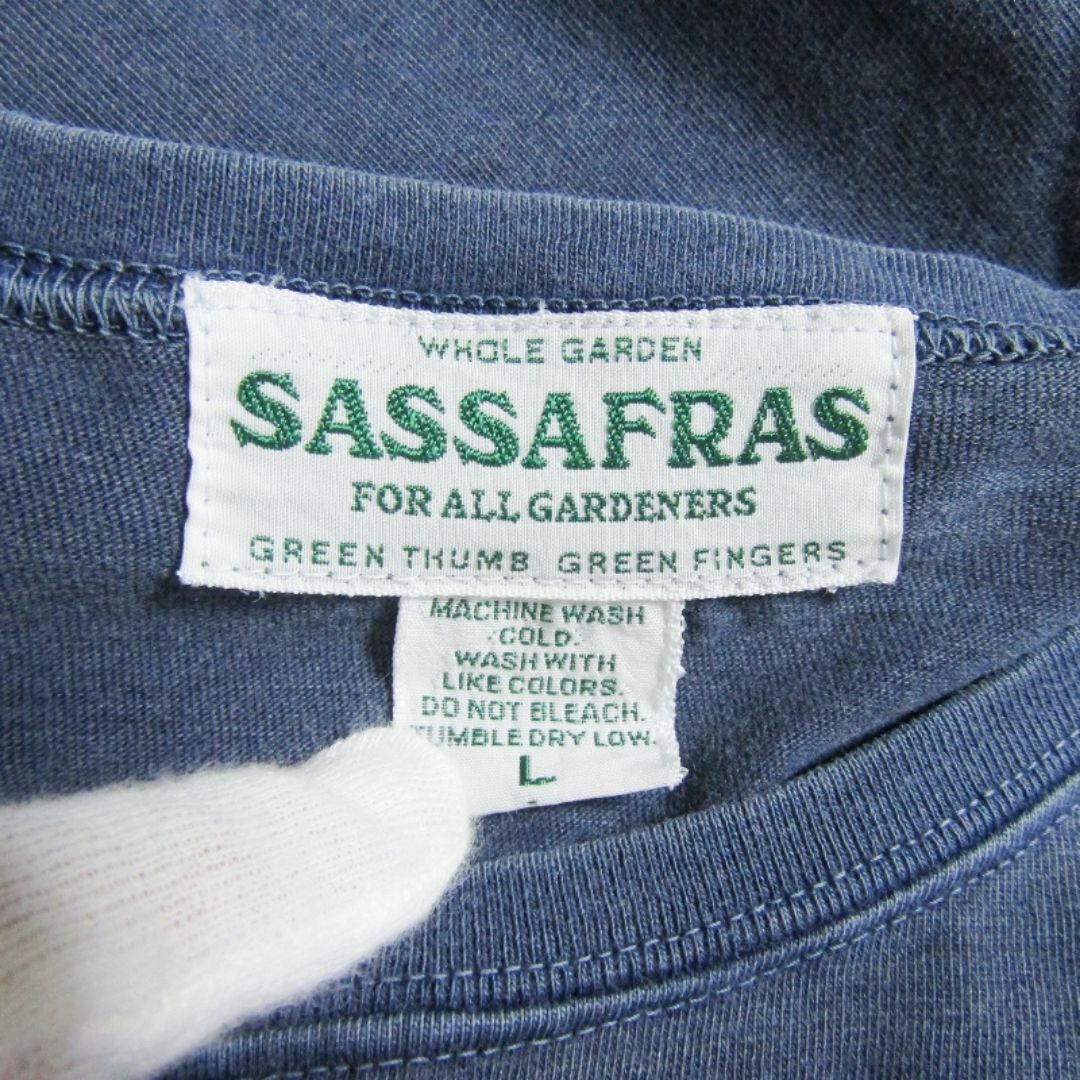 WHOLE GARDEN
SASSAFRAS
FOR ALL GARDENERS
GREEN THUMB GREEN FINGERS
MACHINE WASH
COLD.
WASH WITH
LIKE COLORS.
DO NOT BLEACH.
TUMBLE DRY LOW.
L